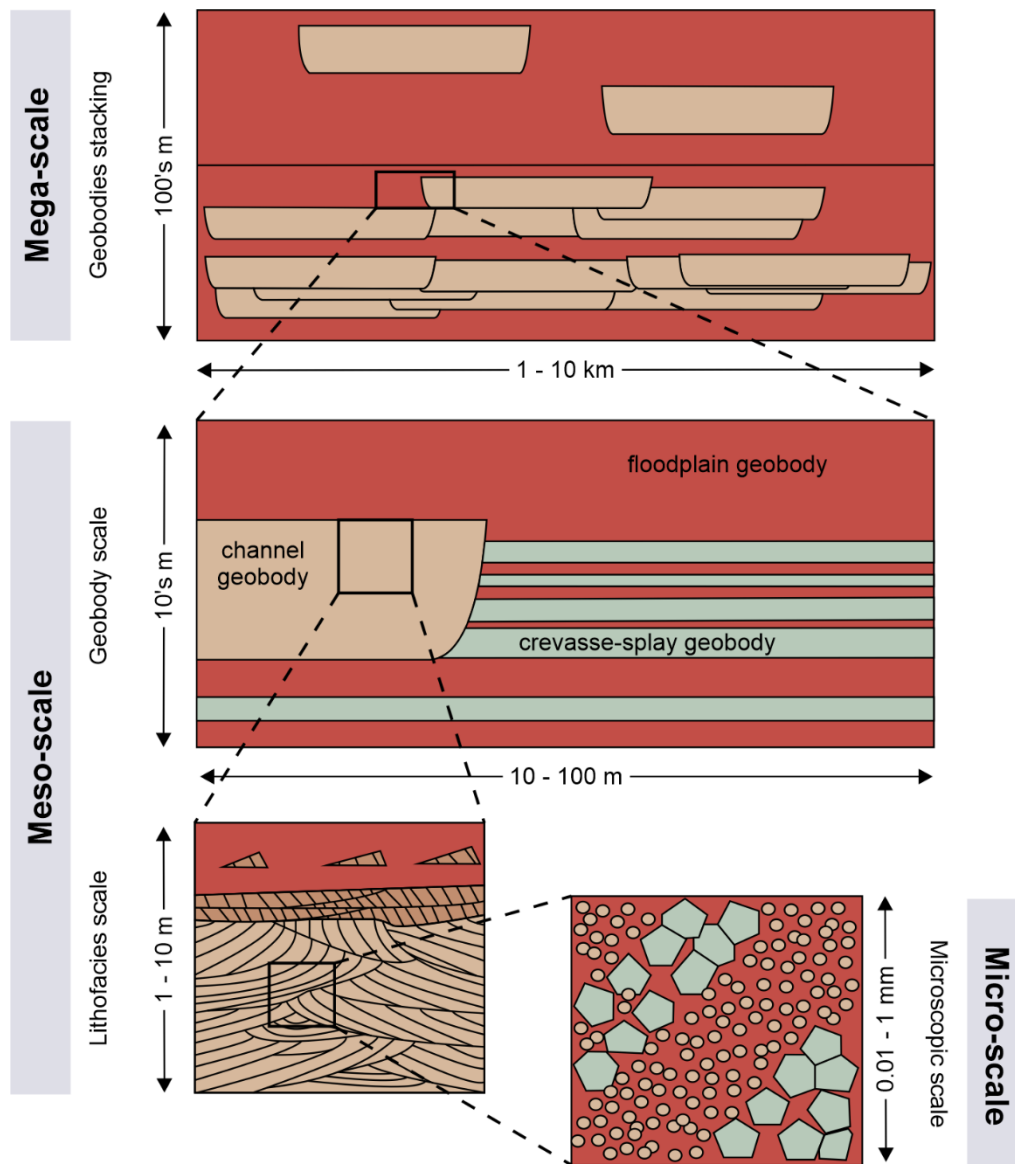 Mega-scale
Geobodies stacking
100's m
1 - 10 km
Meso-scale
Geobody scale
10's m
floodplain geobody
channel
geobody
crevasse-splay geobody
10 - 100 m
Lithofacies scale
1 - 10 m
0.01 - 1 mm
Microscopic scale
Micro-scale